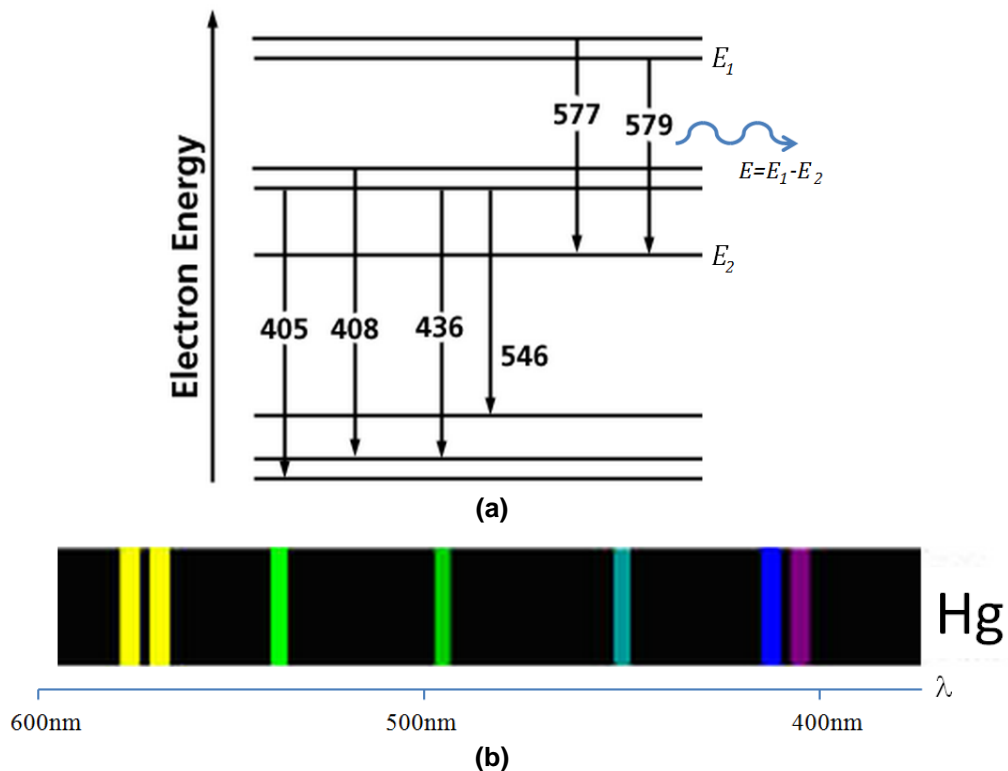 Electron Energy
E₁
577
579
E=E₁-E₂
E₂
405
408
436
546
(a)
Hg
λ
600nm
500nm
400nm
(b)